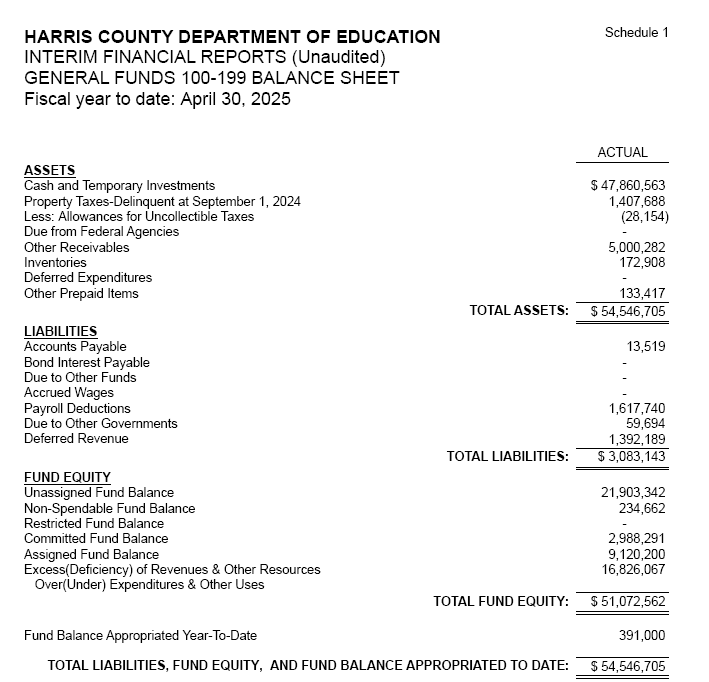 HARRIS COUNTY DEPARTMENT OF EDUCATION Schedule 1
INTERIM FINANCIAL REPORTS (Unaudited)
GENERAL FUNDS 100-199 BALANCE SHEET
Fiscal year to date: April 30, 2025
ACTUAL
ASSETS
Cash and Temporary Investments $ 47,860,563
Property Taxes-Delinquent at September 1, 2024 1,407,688
Less: Allowances for Uncollectible Taxes (28,154)
Due from Federal Agencies -
Other Receivables 5,000,282
Inventories 172,908
Deferred Expenditures -
Other Prepaid Items 133,417
TOTAL ASSETS: $ 54,546,705
LIABILITIES
Accounts Payable 13,519
Bond Interest Payable -
Due to Other Funds -
Accrued Wages -
Payroll Deductions 1,617,740
Due to Other Governments 59,694
Deferred Revenue 1,392,189
TOTAL LIABILITIES: $ 3,083,143
FUND EQUITY
Unassigned Fund Balance 21,903,342
Non-Spendable Fund Balance 234,662
Restricted Fund Balance -
Committed Fund Balance 2,988,291
Assigned Fund Balance 9,120,200
Excess(Deficiency) of Revenues & Other Resources 16,826,067
Over(Under) Expenditures & Other Uses
TOTAL FUND EQUITY: $ 51,072,562
Fund Balance Appropriated Year-To-Date 391,000
TOTAL LIABILITIES, FUND EQUITY, AND FUND BALANCE APPROPRIATED TO DATE: $ 54,546,705